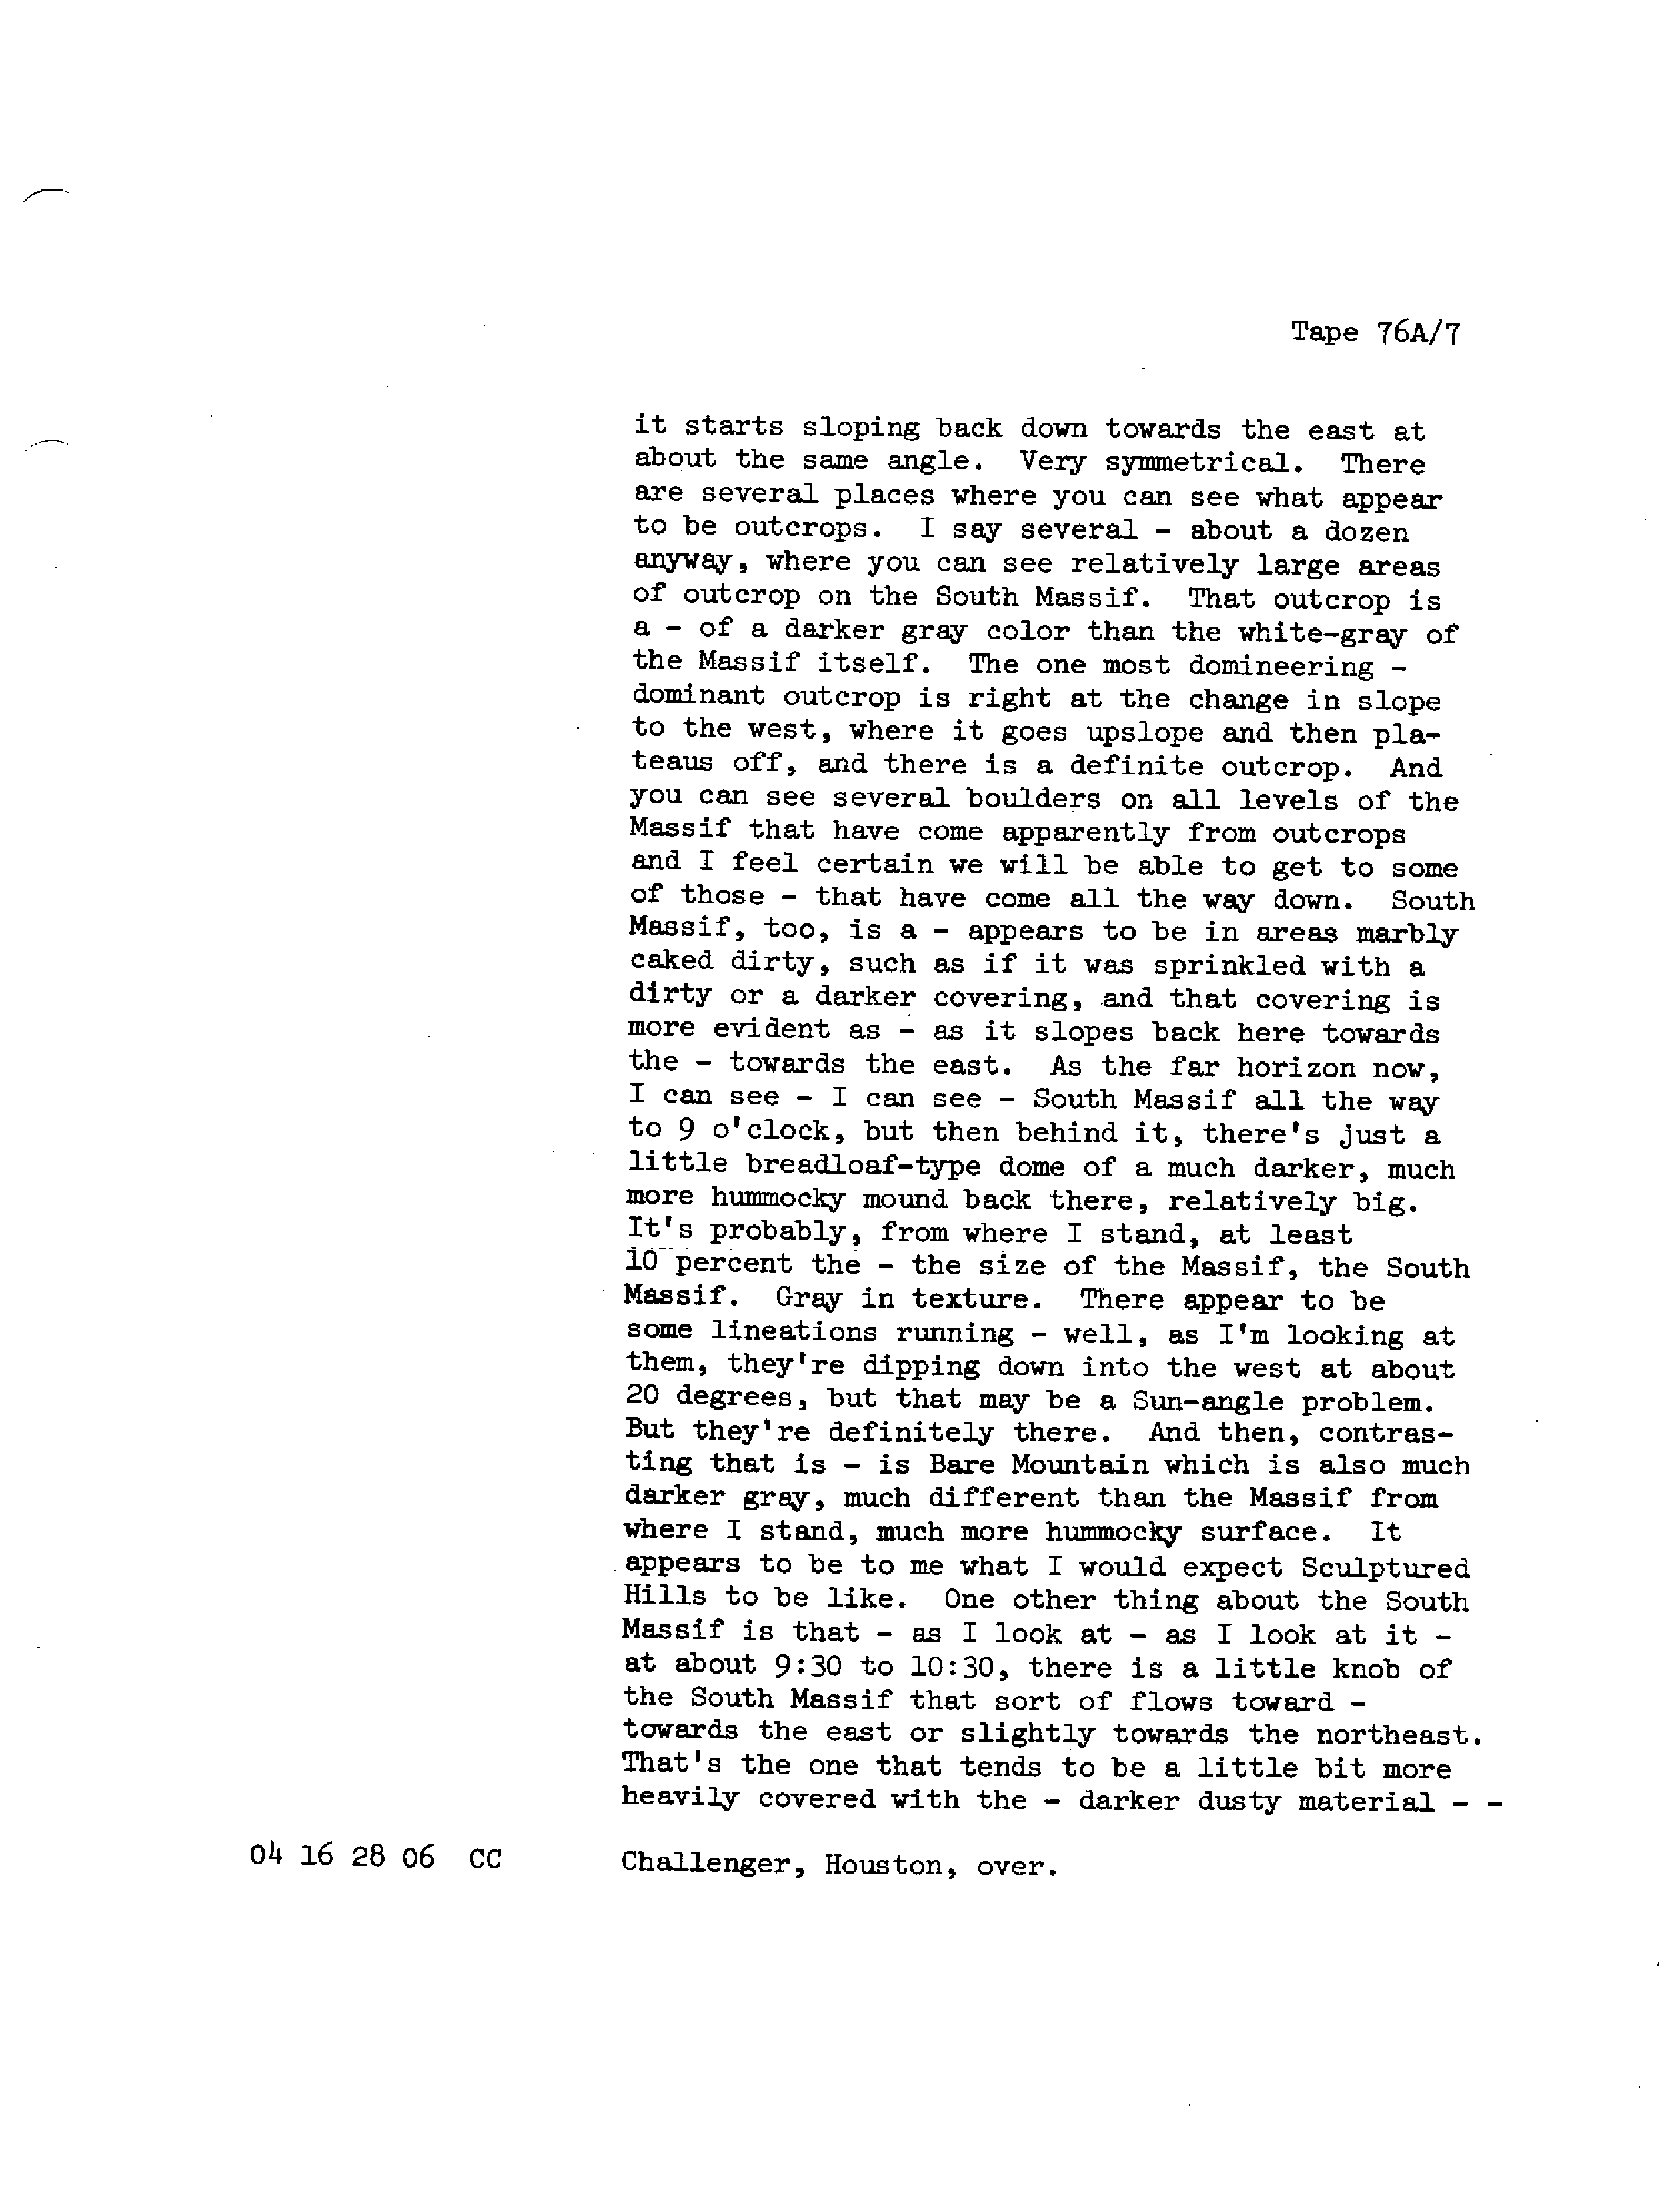 Tape 76A/7
it starts sloping back down towards the east at
about the same angle. Very symmetrical. There
are several places where you can see what appear
to be outcrops. I say several - about a dozen
anyway, where you can see relatively large areas
of outcrop on the South Massif. That outcrop is
a - of a darker gray color than the white-gray of
the Massif itself. The one most domineering -
dominant outcrop is right at the change in slope
to the west, where it goes upslope and then pla-
teaus off, and there is a definite outcrop. And
you can see several boulders on all levels of the
Massif that have come apparently from outcrops
and I feel certain we will be able to get to some
of those - that have come all the way down. South
Massif, too, is a - appears to be in areas marbly
caked dirty, such as if it was sprinkled with a
dirty or a darker covering, and that covering is
more evident as - as it slopes back here towards
the - towards the east. As the far horizon now,
I can see - I can see - South Massif all the way
to 9 o'clock, but then behind it, there's just a
little breadloaf-type dome of a much darker, much
more hummocky mound back there, relatively big.
It's probably, from where I stand, at least
10 percent the - the size of the Massif, the South
Massif. Gray in texture. There appear to be
some lineations running - well, as I'm looking at
them, they're dipping down into the west at about
20 degrees, but that may be a Sun-angle problem.
But they're definitely there. And then, contras-
ting that is - is Bare Mountain which is also much
darker gray, much different than the Massif from
where I stand, much more hummocky surface. It
appears to be to me what I would expect Sculptured
Hills to be like. One other thing about the South
Massif is that - as I look at - as I look at it -
at about 9:30 to 10:30, there is a little knob of
the South Massif that sort of flows toward -
towards the east or slightly towards the northeast.
That's the one that tends to be a little bit more
heavily covered with the - darker dusty material - -
04 16 28 06 CC Challenger, Houston, over.